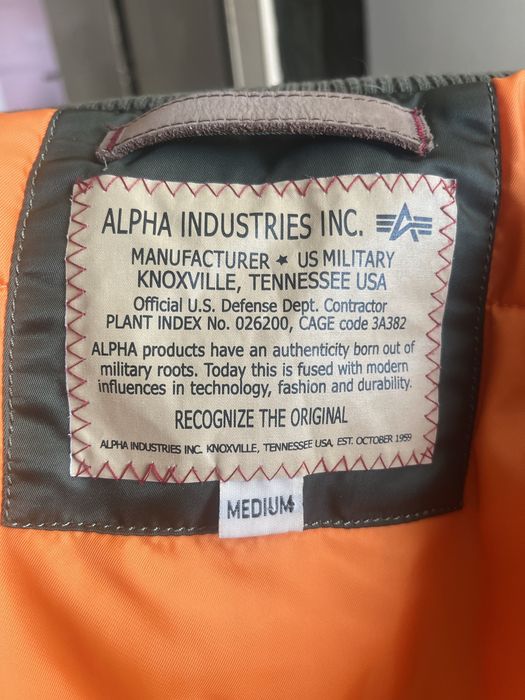 ALPHA INDUSTRIES INC.
MANUFACTURER ★ US MILITARY
KNOXVILLE, TENNESSEE USA
Official U.S. Defense Dept. Contractor
PLANT INDEX No. 026200, CAGE code 3A382
ALPHA products have an authenticity born out of
military roots. Today this is fused with modern
influences in technology, fashion and durability.
RECOGNIZE THE ORIGINAL
ALPHA INDUSTRIES INC. KNOXVILLE, TENNESSEE USA, EST. OCTOBER 1959
MEDIUM